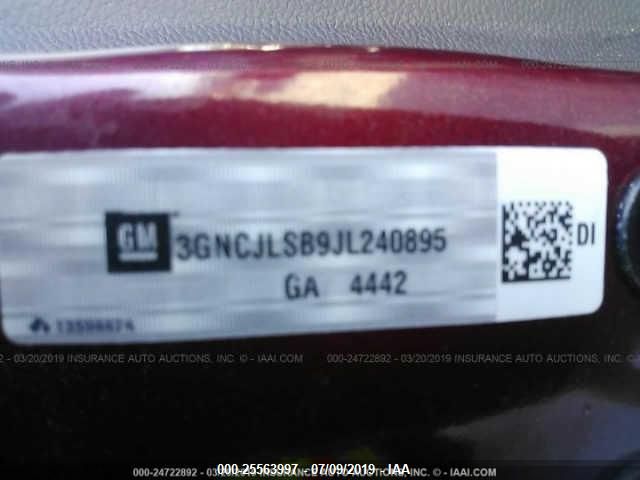 GM
3GNCJLSB9JL240895
DI
GA 4442
000-24722892 - 03/20/2019 - INSURANCE AUTO AUCTIONS, INC. © - IAAI.COM
000-25563997 - 07/09/2019 - IAA